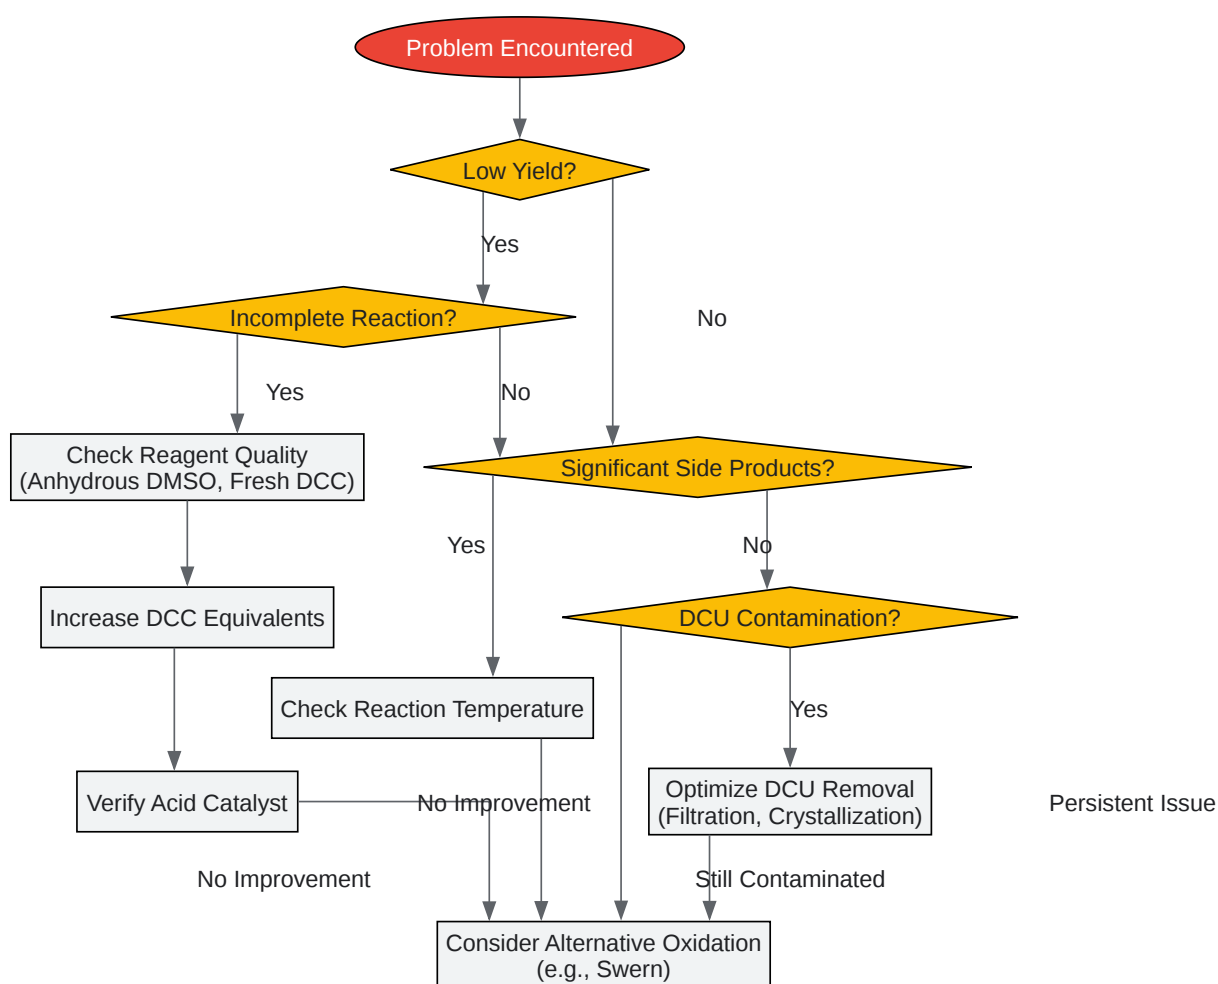 Problem Encountered
Low Yield?
Yes
Incomplete Reaction?
No
Yes
No
Check Reagent Quality
(Anhydrous DMSO, Fresh DCC)
Significant Side Products?
Yes
No
Increase DCC Equivalents
DCU Contamination?
Check Reaction Temperature
Yes
Verify Acid Catalyst
No Improvement
Optimize DCU Removal
(Filtration, Crystallization)
Persistent Issue
No Improvement
Still Contaminated
Consider Alternative Oxidation
(e.g., Swern)